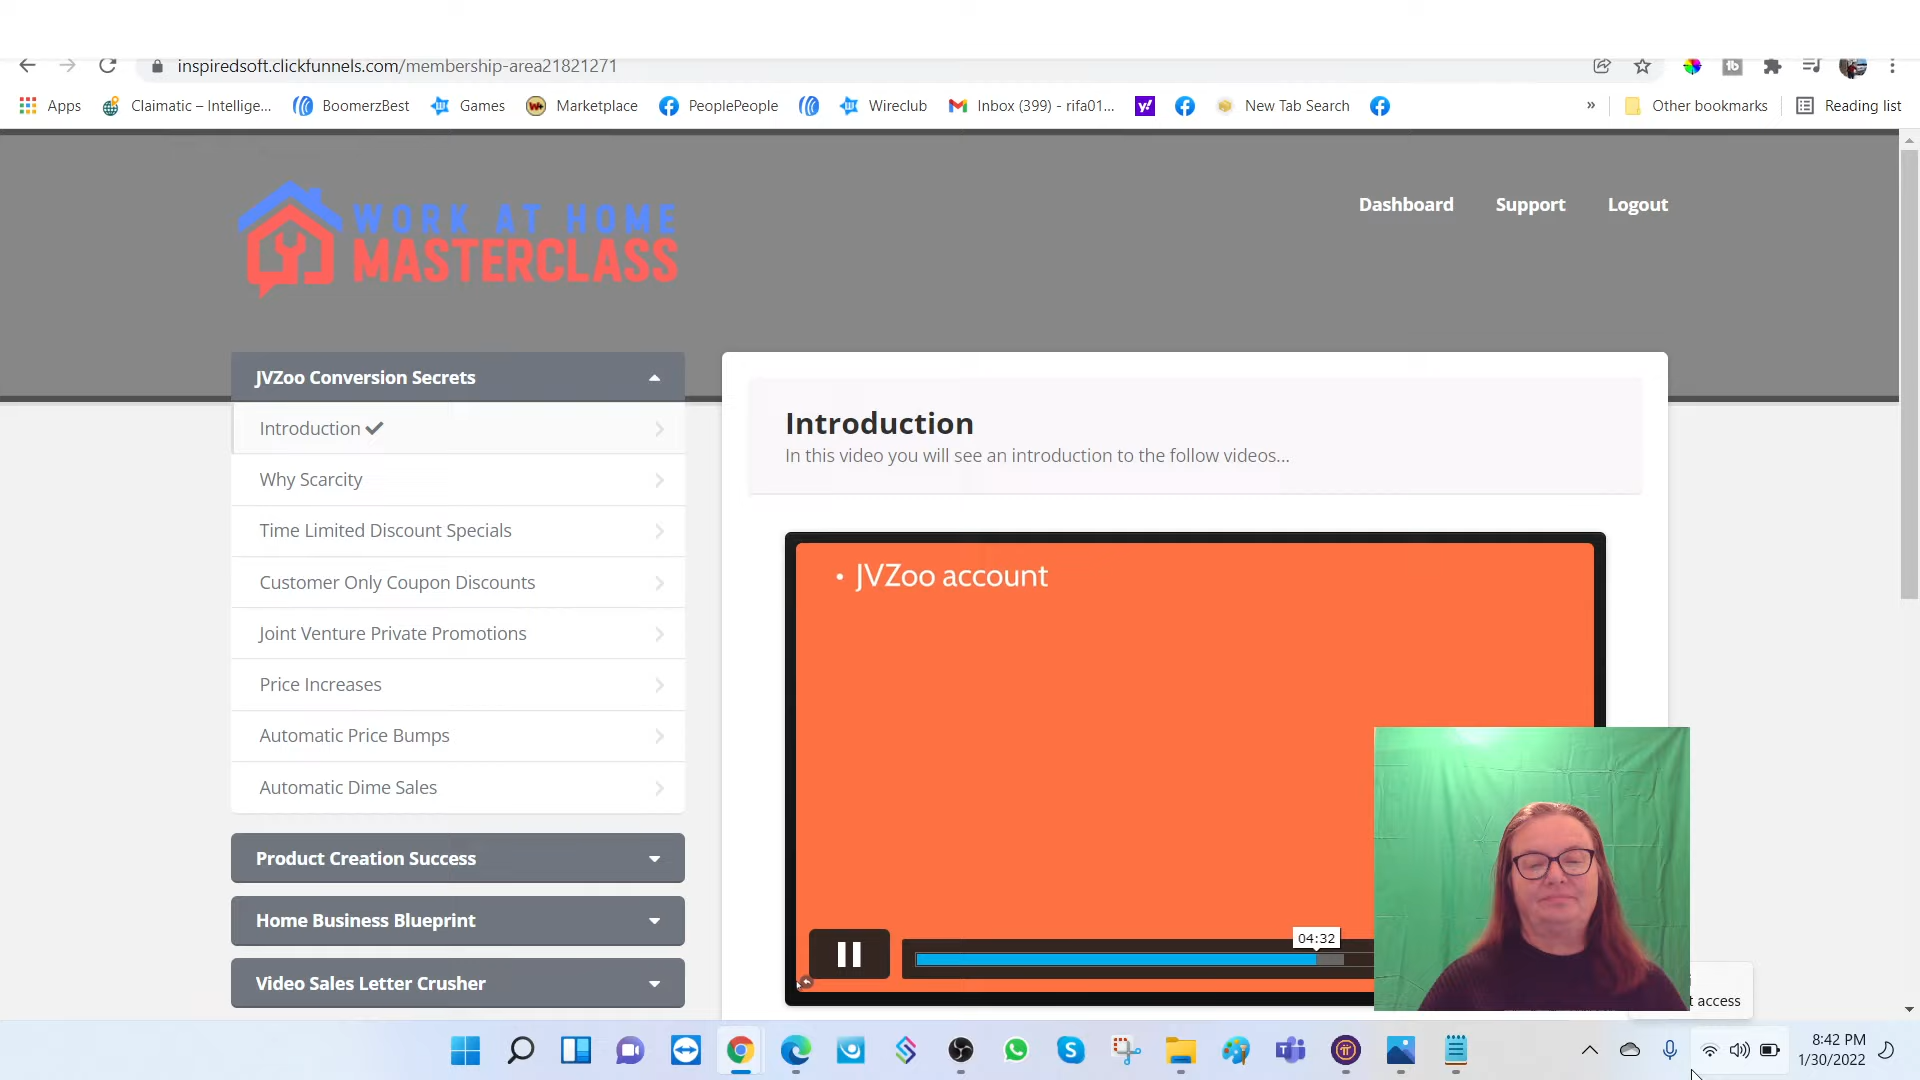 inspiredsoft.clickfunnels.com/membership-area21821271
Apps
Claimatic – Intellige...
BoomerzBest
Games
Marketplace
PeoplePeople
Wireclub
Inbox (399) - rifa01...
New Tab Search
»
Other bookmarks
Reading list
WORK AT HOME
MASTERCLASS
Dashboard
Support
Logout
JVZoo Conversion Secrets
Introduction
Why Scarcity
Time Limited Discount Specials
Customer Only Coupon Discounts
Joint Venture Private Promotions
Price Increases
Automatic Price Bumps
Automatic Dime Sales
Product Creation Success
Home Business Blueprint
Video Sales Letter Crusher
Introduction
In this video you will see an introduction to the follow videos...
• JVZoo account
04:32
t access
8:42 PM
1/30/2022